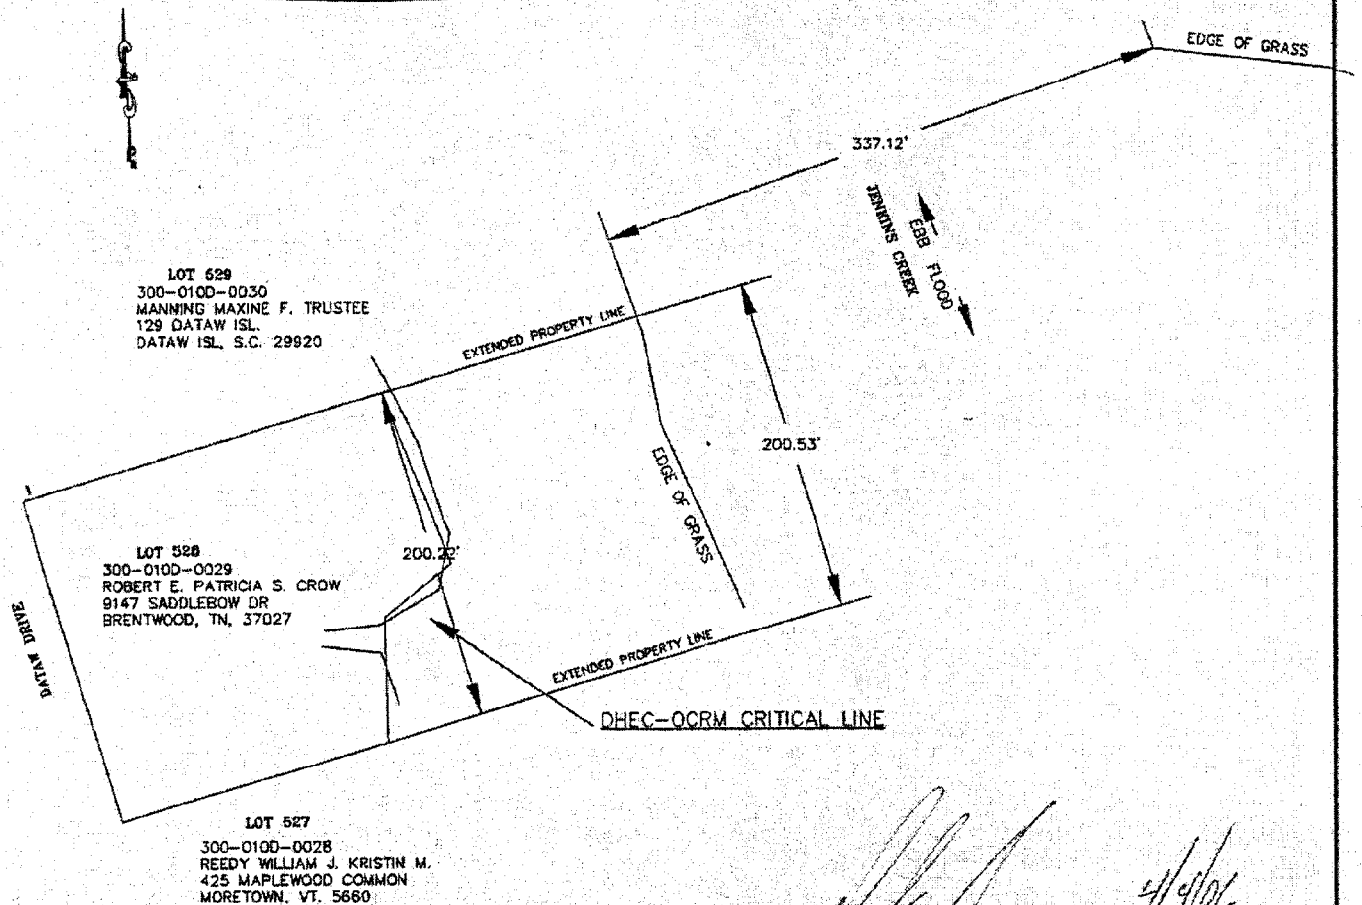 EDGE OF GRASS
337.12'
JENKINS CREEK
EBB FLOOD
LOT 529
300-010D-0030
MANNING MAXINE F. TRUSTEE
129 DATAW ISL.
DATAW ISL, S.C. 29920
EXTENDED PROPERTY LINE
200.53'
EDGE OF GRASS
LOT 528
300-010D-0029
ROBERT E. PATRICIA S. CROW
9147 SADDLEBOW DR
BRENTWOOD, TN, 37027
200.22'
DATAW DRIVE
EXTENDED PROPERTY LINE
DHEC-OCRM CRITICAL LINE
LOT 527
300-010D-0028
REEDY WILLIAM J. KRISTIN M.
425 MAPLEWOOD COMMON
MORETOWN, VT. 5660